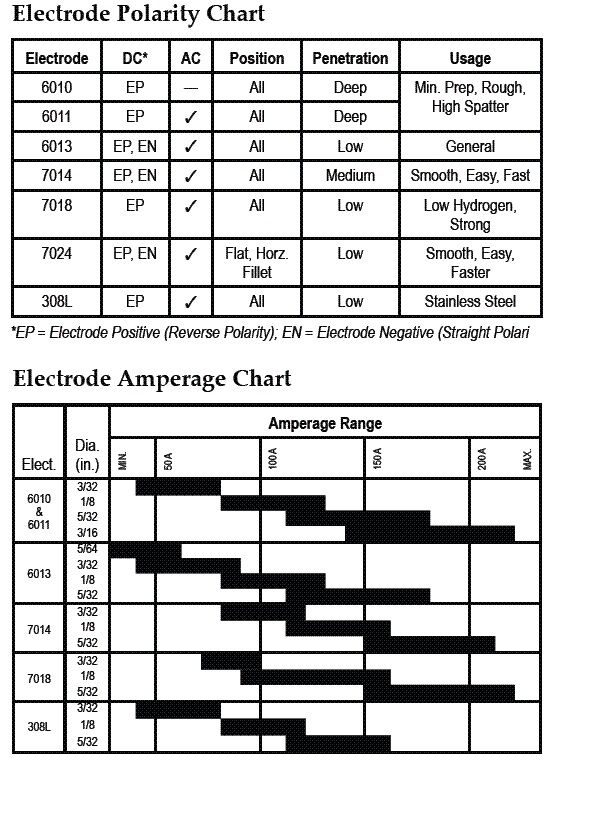 Electrode Polarity Chart
Electrode DC* AC Position Penetration Usage
6010 EP — All Deep Min. Prep, Rough,
High Spatter
6011 EP ✓ All Deep
6013 EP, EN ✓ All Low General
7014 EP, EN ✓ All Medium Smooth, Easy, Fast
7018 EP ✓ All Low Low Hydrogen,
Strong
7024 EP, EN ✓ Flat, Horz. Low Smooth, Easy,
Fillet Faster
308L EP ✓ All Low Stainless Steel
*EP = Electrode Positive (Reverse Polarity); EN = Electrode Negative (Straight Polari
Electrode Amperage Chart
Amperage Range
Elect. Dia.
(in.) MIN. 50A 100A 150A 200A MAX.
6010
&
6011
3/32
1/8
5/32
3/16
6013
5/64
3/32
1/8
5/32
7014
3/32
1/8
5/32
7018
3/32
1/8
5/32
308L
3/32
1/8
5/32